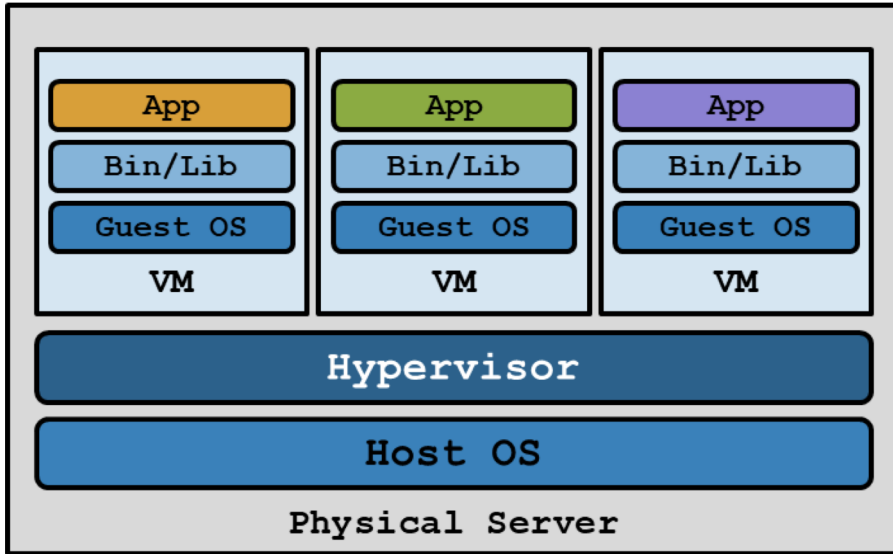 App App App
Bin/Lib Bin/Lib Bin/Lib
Guest OS Guest OS Guest OS
VM VM VM
Hypervisor
Host OS
Physical Server